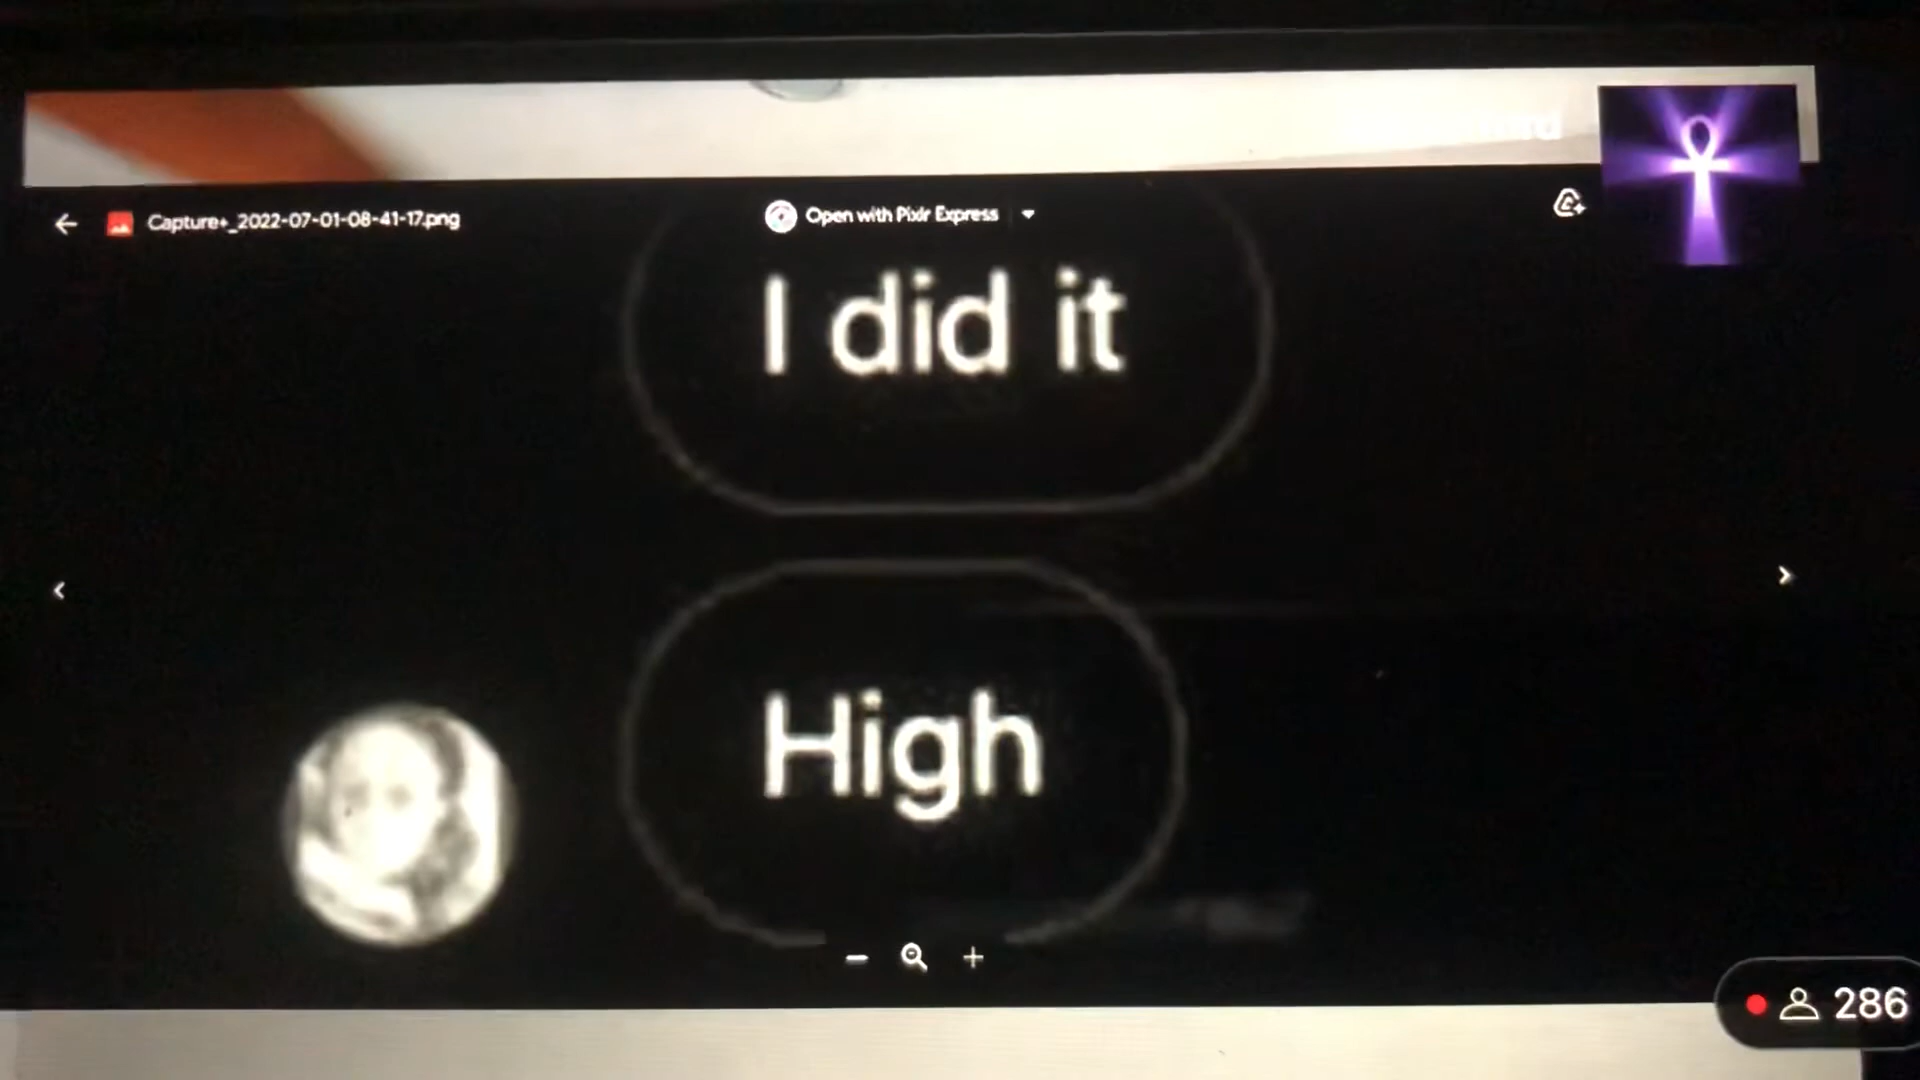 Capture+_2022-07-01-08-41-17.png
Open with Pixlr Express
I did it
High
286